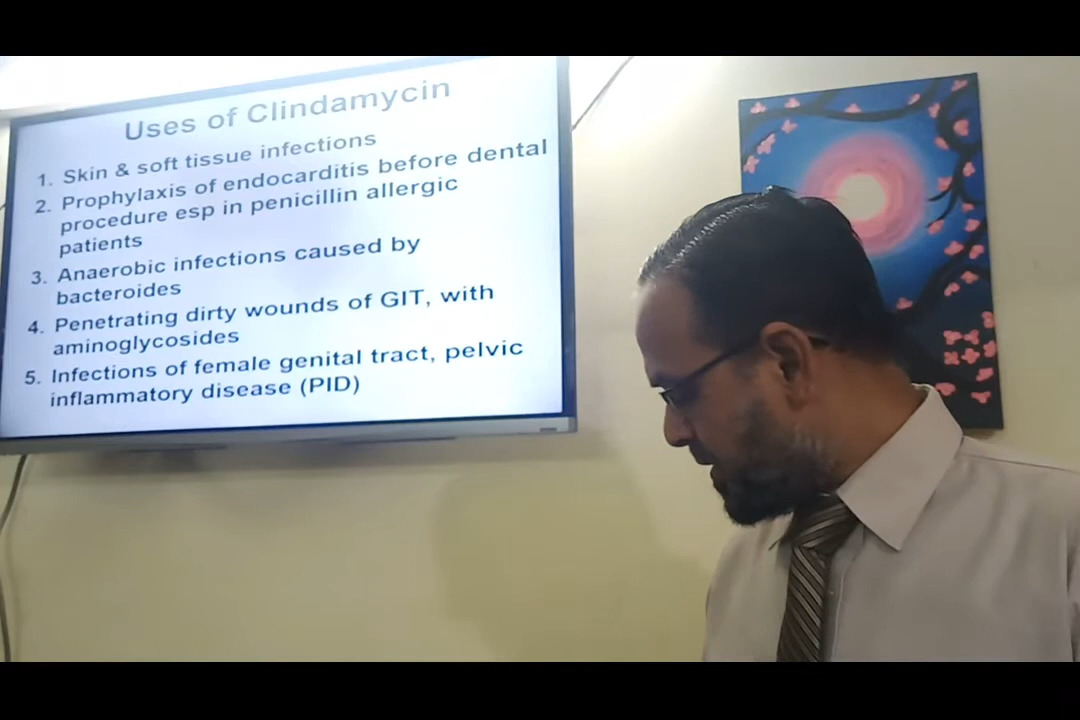 Uses of Clindamycin
1. Skin & soft tissue infections
2. Prophylaxis of endocarditis before dental
procedure esp in penicillin allergic
patients
3. Anaerobic infections caused by
bacteroides
4. Penetrating dirty wounds of GIT, with
aminoglycosides
5. Infections of female genital tract, pelvic
inflammatory disease (PID)